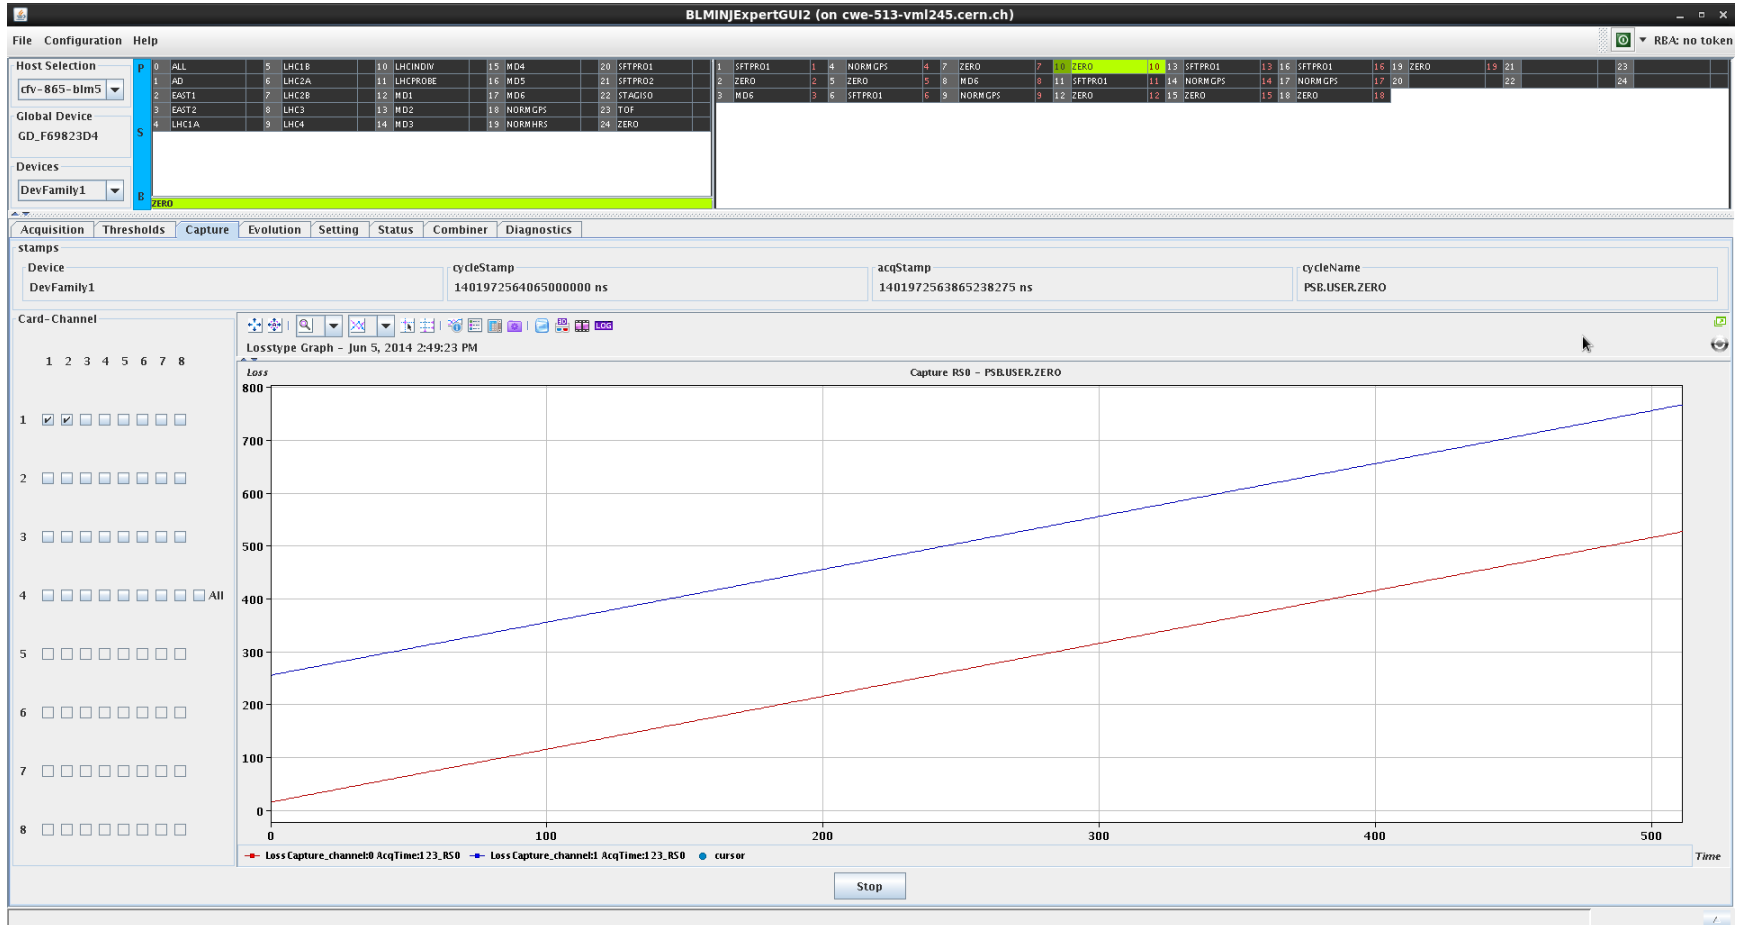 BLMINJExpertGUI2 (on cwe-513-vml245.cern.ch)
File Configuration Help
RBA: no token
Host Selection
cfv-865-blm5
Global Device
GD_F69823D4
Devices
DevFamily1
P
S
B
0 ALL 5 LHC1B 10 LHCINDIV 15 MD4 20 SFTPRO1
1 AD 6 LHC2A 11 LHCPROBE 16 MD5 21 SFTPRO2
2 EAST1 7 LHC2B 12 MD1 17 MD6 22 STAGISO
3 EAST2 8 LHC3 13 MD2 18 NORMGPS 23 TOF
4 LHC1A 9 LHC4 14 MD3 19 NORMHRS 24 ZERO
ZERO
1 SFTPRO1 1 4 NORMGPS 4 7 ZERO 7 10 ZERO 10 13 SFTPRO1 13 16 SFTPRO1 16 19 ZERO 19 21 23
2 ZERO 2 5 ZERO 5 8 MD6 8 11 SFTPRO1 11 14 NORMGPS 14 17 NORMGPS 17 20 22 24
3 MD6 3 6 SFTPRO1 6 9 NORMGPS 9 12 ZERO 12 15 ZERO 15 18 ZERO 18
Acquisition Thresholds Capture Evolution Setting Status Combiner Diagnostics
stamps
Device cycleStamp acqStamp cycleName
DevFamily1 1401972564065000000 ns 1401972563865238275 ns PSB.USER.ZERO
Card-Channel
1 2 3 4 5 6 7 8
1
2
3
4 All
5
6
7
8
LOG
Losstype Graph - Jun 5, 2014 2:49:23 PM
Loss
Capture RS0 - PSB.USER.ZERO
800
700
600
500
400
300
200
100
0
0 100 200 300 400 500
Loss Capture_channel:0 AcqTime:123_RS0 Loss Capture_channel:1 AcqTime:123_RS0 cursor
Time
Stop